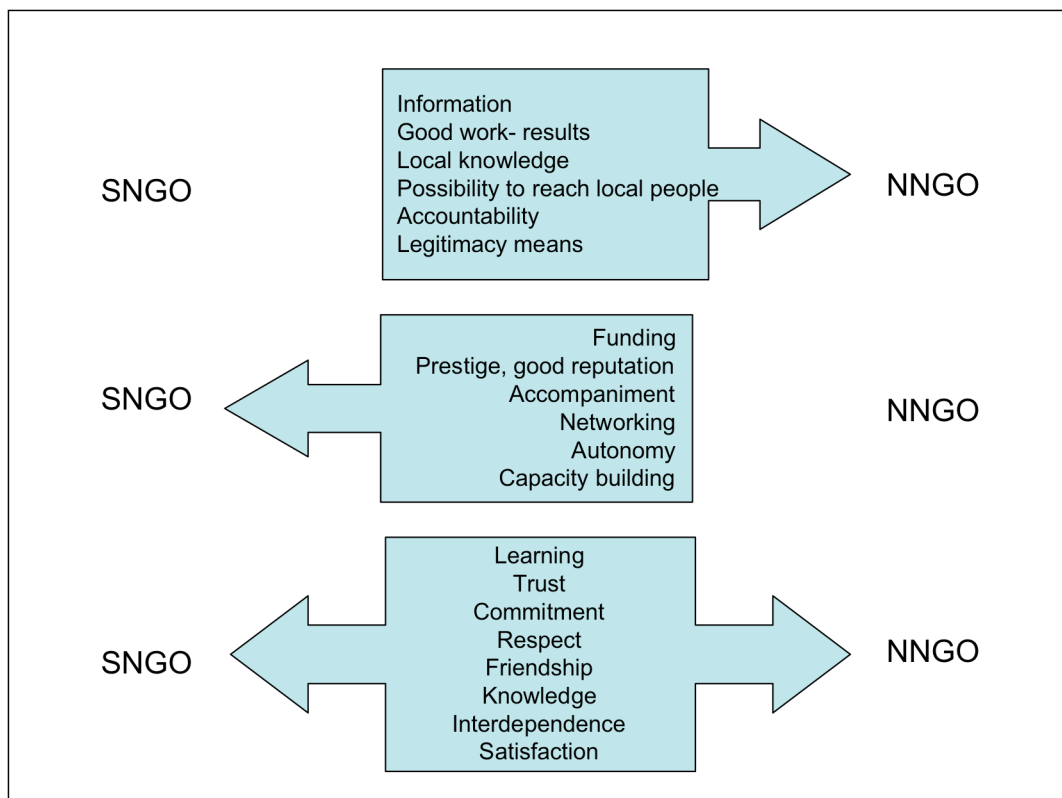 Information
Good work- results
Local knowledge
SNGO
Possibility to reach local people
NNGO
Accountability
Legitimacy means
Funding
Prestige, good reputation
SNGO
Accompaniment
NNGO
Networking
Autonomy
Capacity building
Learning
Trust
Commitment
Respect
SNGO
Friendship
NNGO
Knowledge
Interdependence
Satisfaction